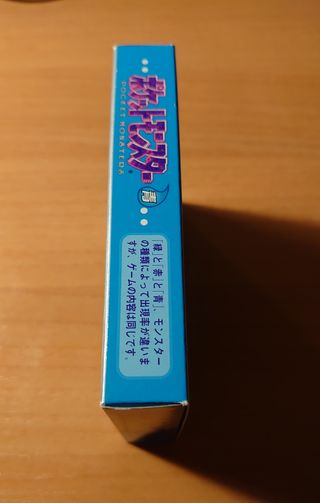 ポケットモンスター
POCKET MONSTERS
青
「緑」と「赤」と「青」、モンスター
の種類によって出現率が違いま
すが、ゲームの内容は同じです。